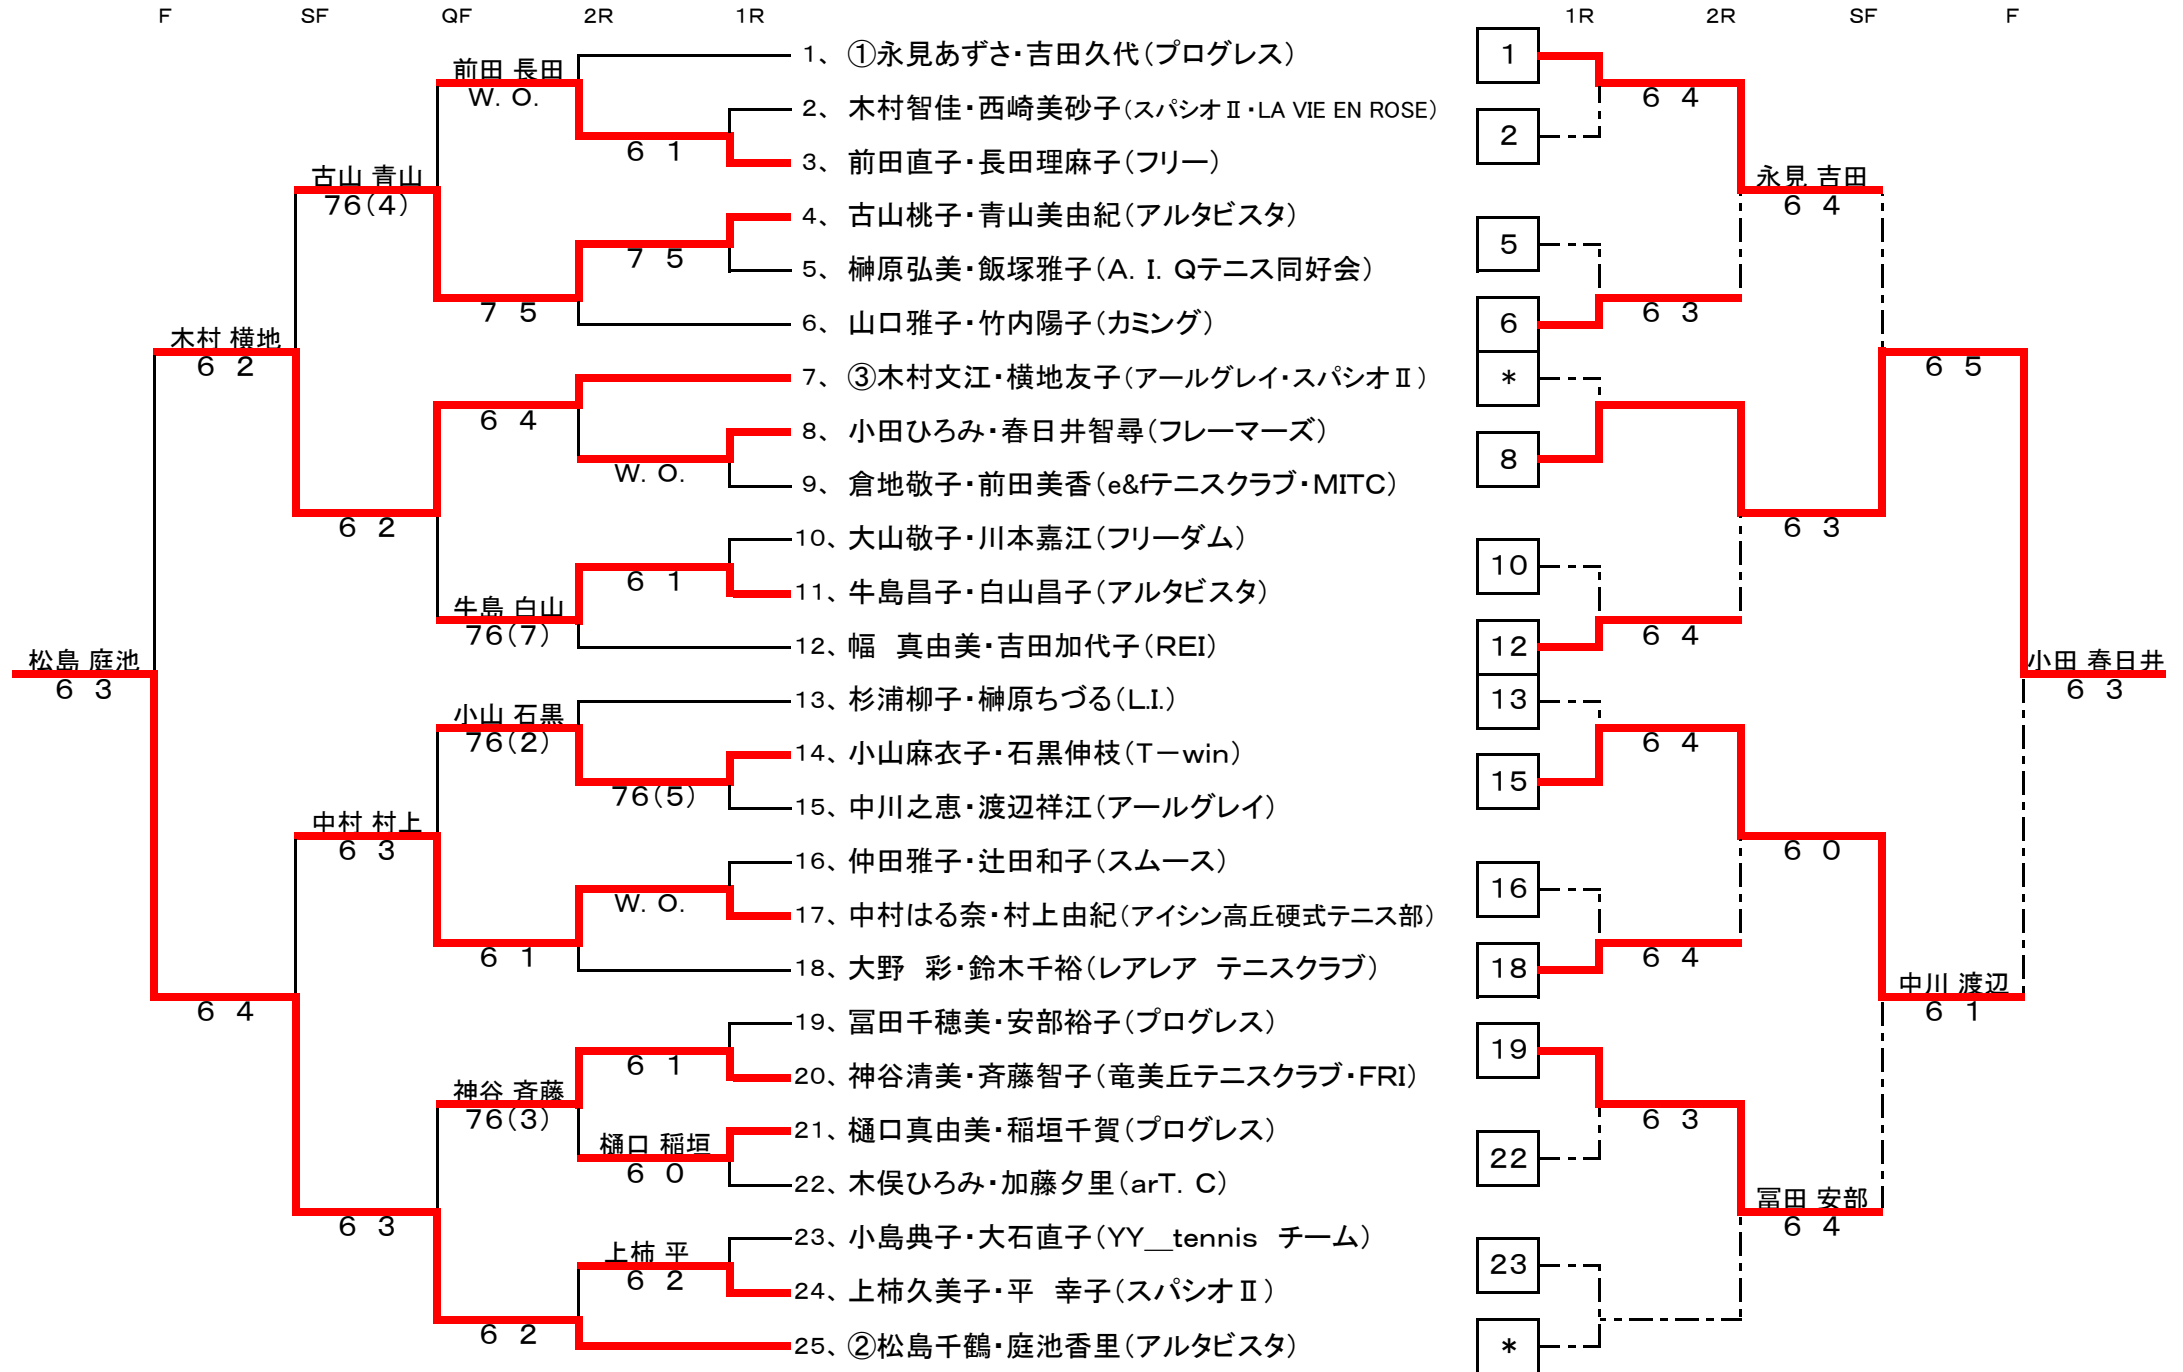 F SF QF 2R 1R 1R 2R SF F
1、 ①永見あずさ・吉田久代(プログレス)
2、 木村智佳・西崎美砂子(スパシオⅡ・LA VIE EN ROSE)
3、 前田直子・長田理麻子(フリー)
4、 古山桃子・青山美由紀(アルタビスタ)
5、 榊原弘美・飯塚雅子(A. I. Qテニス同好会)
6、 山口雅子・竹内陽子(カミング)
7、 ③木村文江・横地友子(アールグレイ・スパシオⅡ)
8、 小田ひろみ・春日井智尋(フレーマーズ)
9、 倉地敬子・前田美香(e&fテニスクラブ・MITC)
10、 大山敬子・川本嘉江(フリーダム)
11、 牛島昌子・白山昌子(アルタビスタ)
12、 幅 真由美・吉田加代子(REI)
13、 杉浦柳子・榊原ちづる(L.I.)
14、 小山麻衣子・石黒伸枝(T-win)
15、 中川之恵・渡辺祥江(アールグレイ)
16、 仲田雅子・辻田和子(スムース)
17、 中村はる奈・村上由紀(アイシン高丘硬式テニス部)
18、 大野 彩・鈴木千裕(レアレア テニスクラブ)
19、 冨田千穂美・安部裕子(プログレス)
20、 神谷清美・斉藤智子(竜美丘テニスクラブ・FRI)
21、 樋口真由美・稲垣千賀(プログレス)
22、 木俣ひろみ・加藤夕里(arT. C)
23、 小島典子・大石直子(YY__tennis チーム)
24、 上柿久美子・平 幸子(スパシオⅡ)
25、 ②松島千鶴・庭池香里(アルタビスタ)
6 1
7 5
W. O.
6 1
76(5)
W. O.
6 1
樋口 稲垣
6 0
上柿 平
6 2
前田 長田
W. O.
7 5
6 4
牛島 白山
76(7)
小山 石黒
76(2)
6 1
神谷 斉藤
76(3)
6 2
古山 青山
76(4)
6 2
中村 村上
6 3
6 3
木村 横地
6 2
6 4
松島 庭池
6 3
1
2
5
6
*
8
10
12
13
15
16
18
19
22
23
*
6 4
6 3
6 4
6 4
6 4
6 3
永見 吉田
6 4
6 3
6 0
冨田 安部
6 4
6 5
中川 渡辺
6 1
小田 春日井
6 3